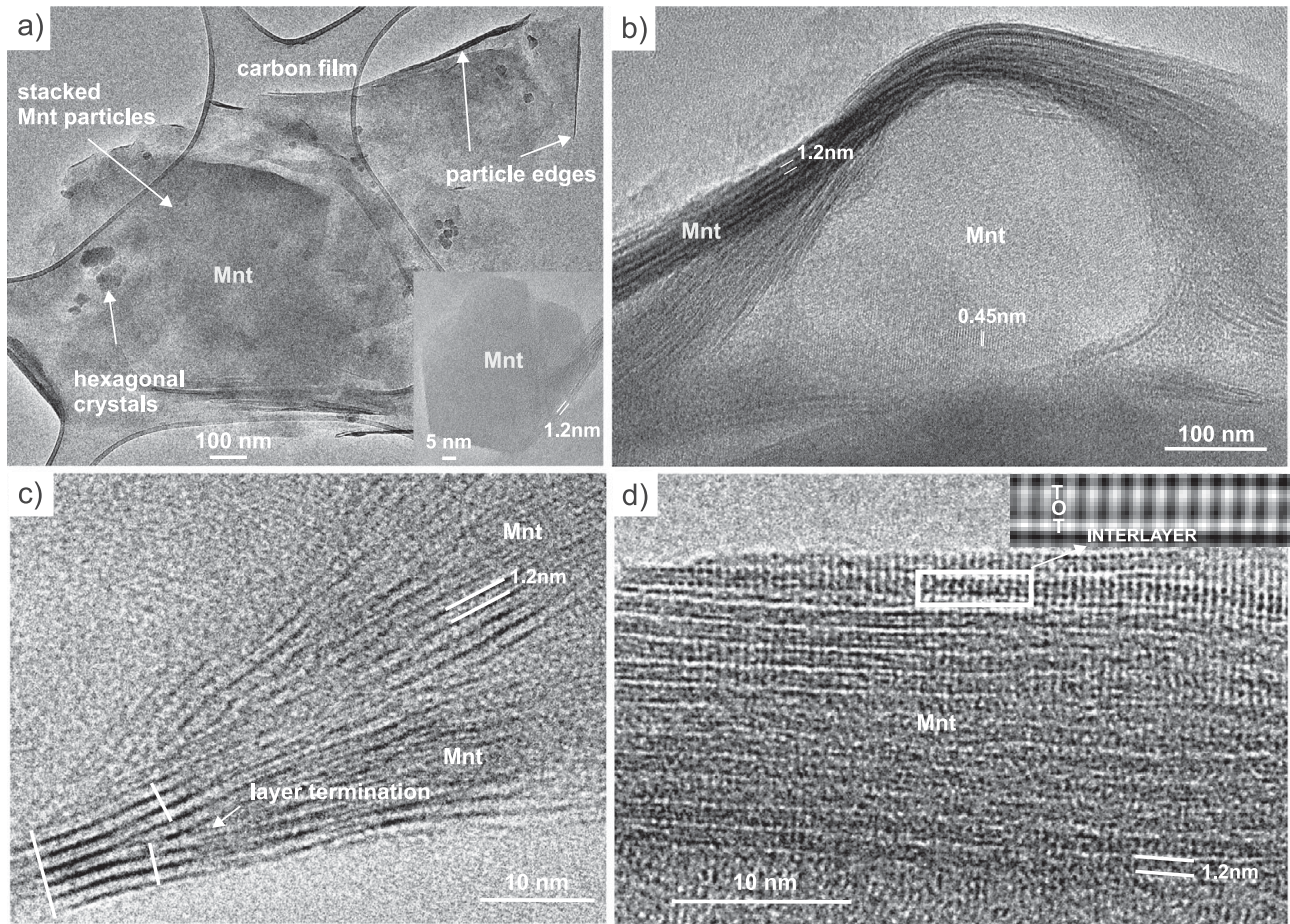 a)
carbon film
stacked
Mnt particles
particle edges
Mnt
hexagonal
crystals
100 nm
Mnt
5 nm
1.2nm
b)
1.2nm
Mnt
Mnt
0.45nm
100 nm
c)
Mnt
1.2nm
Mnt
layer termination
10 nm
d)
T
O
T
INTERLAYER
Mnt
10 nm
1.2nm